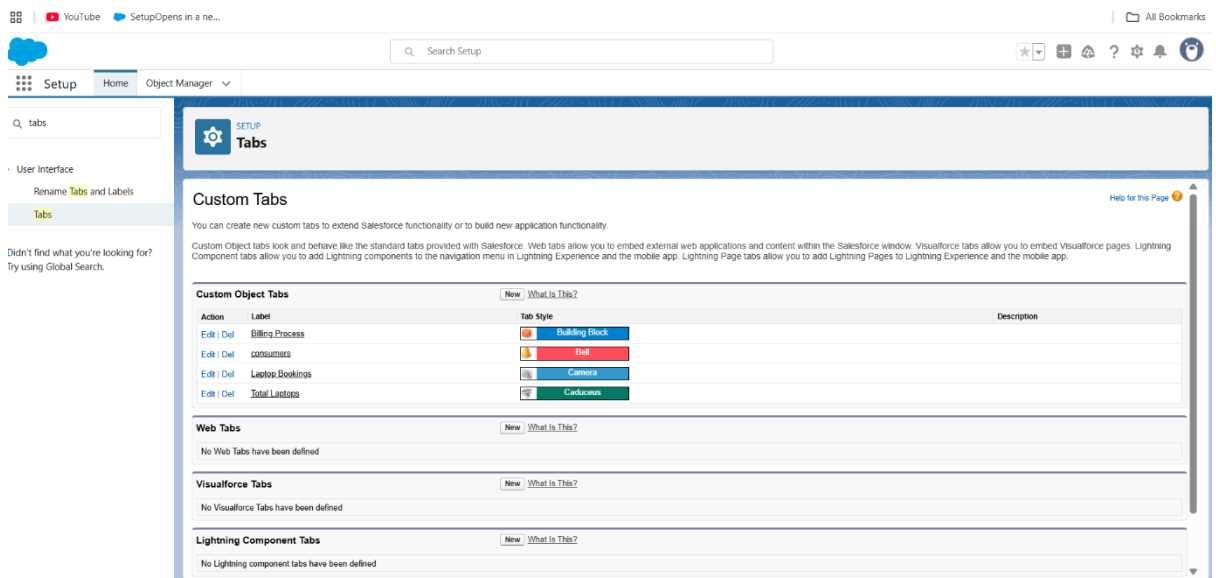 YouTube
SetupOpens in a ne...
All Bookmarks
Search Setup
Setup
Home
Object Manager
tabs
User Interface
Rename Tabs and Labels
Tabs
Didn't find what you're looking for?
Try using Global Search.
SETUP
Tabs
Custom Tabs
Help for this Page
You can create new custom tabs to extend Salesforce functionality or to build new application functionality.
Custom Object tabs look and behave like the standard tabs provided with Salesforce. Web tabs allow you to embed external web applications and content within the Salesforce window. Visualforce tabs allow you to embed Visualforce pages. Lightning
Component tabs allow you to add Lightning components to the navigation menu in Lightning Experience and the mobile app. Lightning Page tabs allow you to add Lightning Pages to Lightning Experience and the mobile app.
Custom Object Tabs New What Is This?
Action Label Tab Style Description
Edit | Del Billing Process Building Block
Edit | Del consumers Bell
Edit | Del Laptop Bookings Camera
Edit | Del Total Laptops Caduceus
Web Tabs New What Is This?
No Web Tabs have been defined
Visualforce Tabs New What Is This?
No Visualforce Tabs have been defined
Lightning Component Tabs New What Is This?
No Lightning component tabs have been defined